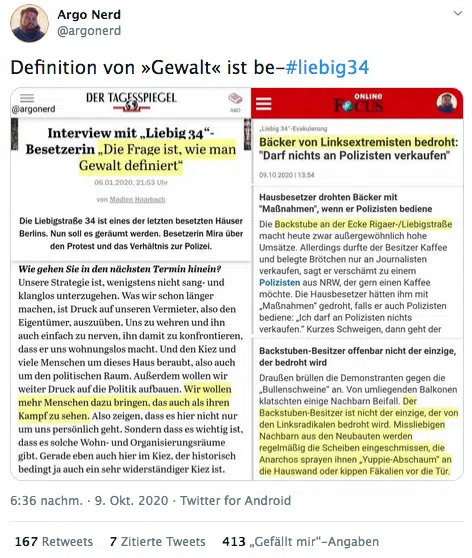 Argo Nerd
@argonerd
Definition von »Gewalt« ist be–#liebig34
@argonerd
DER TAGESSPIEGEL
Interview mit „Liebig 34“-
Besetzerin „Die Frage ist, wie man
Gewalt definiert“
06.01.2020, 21:53 Uhr
von Madlen Haarbach
Die Liebigstraße 34 ist eines der letzten besetzten Häuser
Berlins. Nun soll es geräumt werden. Besetzerin Mira über
den Protest und das Verhältnis zur Polizei.
Wie gehen Sie in den nächsten Termin hinein?
Unsere Strategie ist, wenigstens nicht sang- und
klanglos unterzugehen. Was wir schon länger
machen, ist Druck auf unseren Vermieter, also den
Eigentümer, auszuüben. Uns zu wehren und ihn
auch einfach zu nerven, ihn damit zu konfrontieren,
dass er uns wohnungslos macht. Und den Kiez und
viele Menschen um dieses Haus beraubt, also auch
um den politischen Raum. Außerdem wollen wir
weiter Druck auf die Politik aufbauen. Wir wollen
mehr Menschen dazu bringen, das auch als ihren
Kampf zu sehen. Also zeigen, dass es hier nicht nur
um uns persönlich geht. Sondern dass es wichtig ist,
dass es solche Wohn- und Organisierungsräume
gibt. Gerade eben auch hier im Kiez, der historisch
bedingt ja auch ein sehr widerständiger Kiez ist.
ONLINE
FOCUS
„Liebig 34“-Evakuierung
Bäcker von Linksextremisten bedroht:
"Darf nichts an Polizisten verkaufen"
09.10.2020 | 13:54
Hausbesetzer drohten Bäcker mit
"Maßnahmen", wenn er Polizisten bediene
Die Backstube an der Ecke Rigaer-/Liebigstraße
macht heute zwar außergewöhnlich hohe
Umsätze. Allerdings durfte der Besitzer Kaffee
und belegte Brötchen nur an Journalisten
verkaufen, sagt er verschämt zu einem
Polizisten aus NRW, der gern einen Kaffee
möchte. Die Hausbesetzer hätten ihm mit
„Maßnahmen“ gedroht, falls er auch Polizisten
bediene: „Ich darf an Polizisten nichts
verkaufen.“ Kurzes Schweigen, dann geht der
Backstuben-Besitzer offenbar nicht der einzige,
der bedroht wird
Draußen brüllen die Demonstranten gegen die
„Bullenschweine“ an. Von umliegenden Balkonen
klatschen einige Nachbarn Beifall. Der
Backstuben-Besitzer ist nicht der einzige, der von
den Linksradikalen bedroht wird. Missliebigen
Nachbarn aus den Neubauten werden
regelmäßig die Scheiben eingeschmissen, die
Anarchos sprayen ihnen „Yuppie-Abschaum“ an
die Hauswand oder kippen Fäkalien vor die Tür.
6:36 nachm. · 9. Okt. 2020 · Twitter for Android
167 Retweets 7 Zitierte Tweets 413 „Gefällt mir“-Angaben